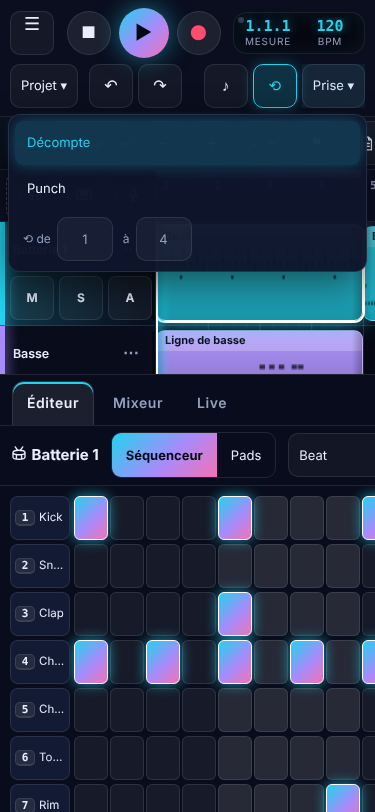 1.1.1 120
MESURE BPM
Projet ▾ Prise ▾
Décompte
Punch
de 1 à 4
M S A
Basse ...
Ligne de basse
Éditeur Mixeur Live
Batterie 1 Séquenceur Pads Beat
1 Kick
2 Sn...
3 Clap
4 Ch...
5 Ch...
6 To...
7 Rim